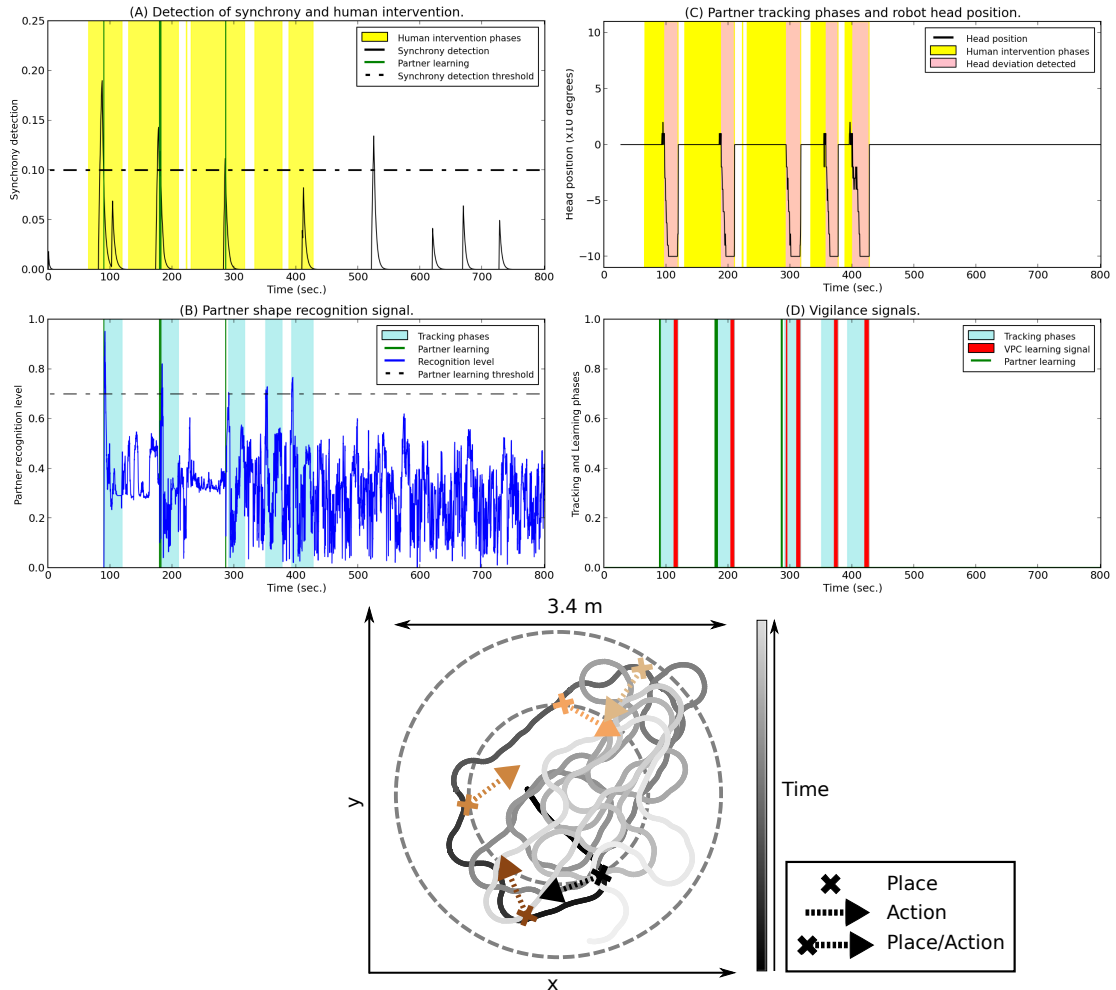 (A) Detection of synchrony and human intervention.
Synchrony detection
0.25
0.20
0.15
0.10
0.05
0.00
Human intervention phases
Synchrony detection
Partner learning
Synchrony detection threshold
0 100 200 300 400 500 600 700 800
Time (sec.)
(C) Partner tracking phases and robot head position.
Head position (x10 degrees)
10
5
0
−5
−10
Head position
Human intervention phases
Head deviation detected
0 100 200 300 400 500 600 700 800
Time (sec.)
(B) Partner shape recognition signal.
Partner recognition level
1.0
0.8
0.6
0.4
0.2
0.0
Tracking phases
Partner learning
Recognition level
Partner learning threshold
0 100 200 300 400 500 600 700 800
Time (sec.)
(D) Vigilance signals.
Tracking and Learning phases
1.0
0.8
0.6
0.4
0.2
0.0
Tracking phases
VPC learning signal
Partner learning
0 100 200 300 400 500 600 700 800
Time (sec.)
3.4 m
y
x
Time
Place
Action
Place/Action